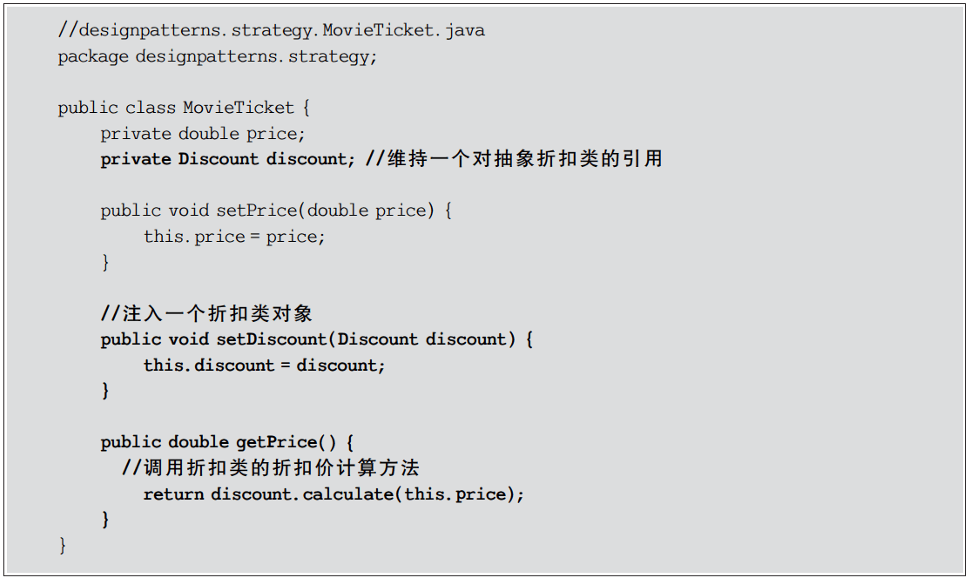 //designpatterns.strategy.MovieTicket.java
package designpatterns.strategy;
public class MovieTicket {
private double price;
private Discount discount; //维持一个对抽象折扣类的引用
public void setPrice(double price) {
this.price = price;
}
//注入一个折扣类对象
public void setDiscount(Discount discount) {
this.discount = discount;
}
public double getPrice() {
//调用折扣类的折扣价计算方法
return discount.calculate(this.price);
}
}